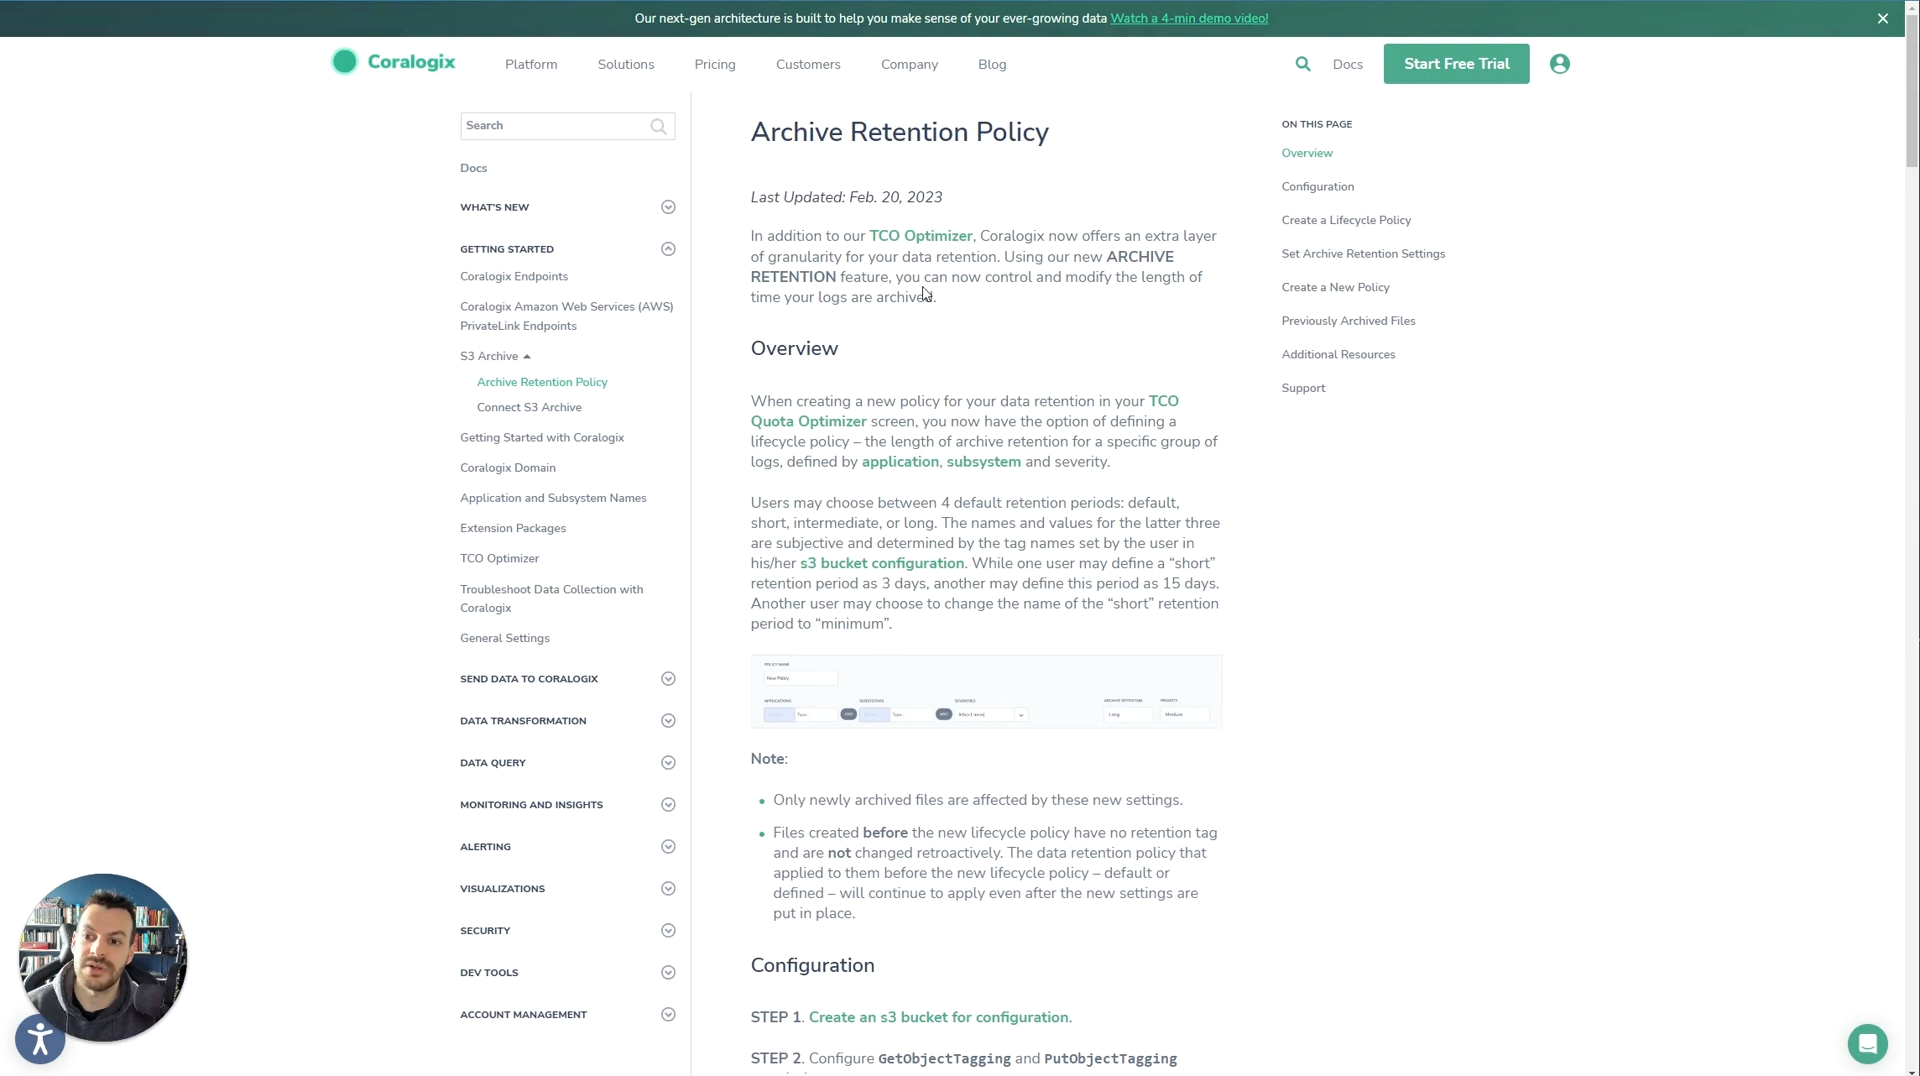 Our next-gen architecture is built to help you make sense of your ever-growing data Watch a 4-min demo video!
Coralogix
Platform
Solutions
Pricing
Customers
Company
Blog
Docs
Start Free Trial
Search
Docs
WHAT'S NEW
GETTING STARTED
Coralogix Endpoints
Coralogix Amazon Web Services (AWS)
PrivateLink Endpoints
S3 Archive
Archive Retention Policy
Connect S3 Archive
Getting Started with Coralogix
Coralogix Domain
Application and Subsystem Names
Extension Packages
TCO Optimizer
Troubleshoot Data Collection with
Coralogix
General Settings
SEND DATA TO CORALOGIX
DATA TRANSFORMATION
DATA QUERY
MONITORING AND INSIGHTS
ALERTING
VISUALIZATIONS
SECURITY
DEV TOOLS
ACCOUNT MANAGEMENT
Archive Retention Policy
Last Updated: Feb. 20, 2023
In addition to our TCO Optimizer, Coralogix now offers an extra layer
of granularity for your data retention. Using our new ARCHIVE
RETENTION feature, you can now control and modify the length of
time your logs are archived.
Overview
When creating a new policy for your data retention in your TCO
Quota Optimizer screen, you now have the option of defining a
lifecycle policy – the length of archive retention for a specific group of
logs, defined by application, subsystem and severity.
Users may choose between 4 default retention periods: default,
short, intermediate, or long. The names and values for the latter three
are subjective and determined by the tag names set by the user in
his/her s3 bucket configuration. While one user may define a “short”
retention period as 3 days, another may define this period as 15 days.
Another user may choose to change the name of the “short” retention
period to “minimum”.
POLICY NAME
New Policy
APPLICATIONS
SUBSYSTEMS
SEVERITIES
ARCHIVE RETENTION
PRIORITY
Type...
AND
Type...
AND
Long
Medium
Note:
Only newly archived files are affected by these new settings.
Files created before the new lifecycle policy have no retention tag
and are not changed retroactively. The data retention policy that
applied to them before the new lifecycle policy – default or
defined – will continue to apply even after the new settings are
put in place.
Configuration
STEP 1. Create an s3 bucket for configuration.
STEP 2. Configure GetObjectTagging and PutObjectTagging
ON THIS PAGE
Overview
Configuration
Create a Lifecycle Policy
Set Archive Retention Settings
Create a New Policy
Previously Archived Files
Additional Resources
Support